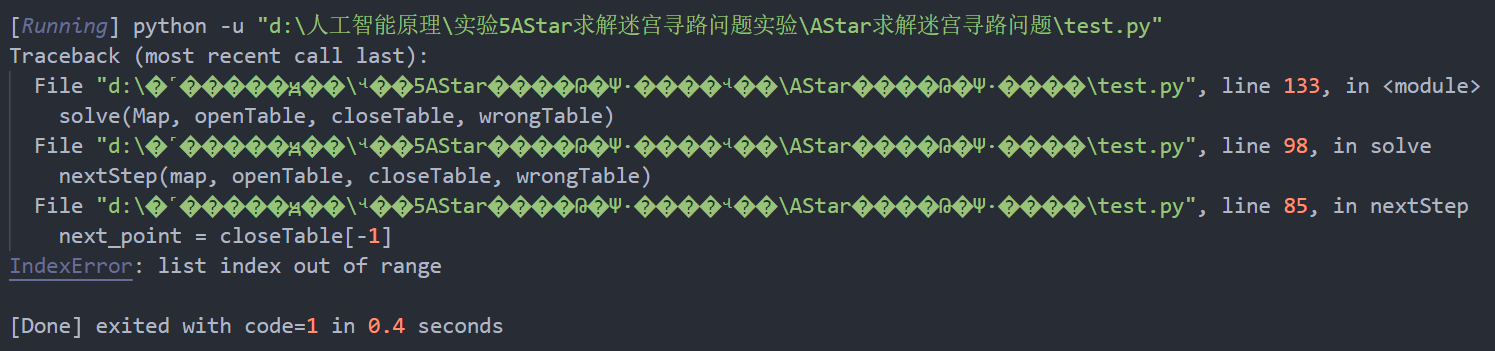 [Running] python -u "d:\人工智能原理\实验5AStar求解迷宫寻路问题实验\AStar求解迷宫寻路问题\test.py"
Traceback (most recent call last):
File "d:\�˹�����ԭ��\ʵ��5AStar����Թ�Ѱ·����ʵ��\AStar����Թ�Ѱ·����\test.py", line 133, in <module>
solve(Map, openTable, closeTable, wrongTable)
File "d:\�˹�����ԭ��\ʵ��5AStar����Թ�Ѱ·����ʵ��\AStar����Թ�Ѱ·����\test.py", line 98, in solve
nextStep(map, openTable, closeTable, wrongTable)
File "d:\�˹�����ԭ��\ʵ��5AStar����Թ�Ѱ·����ʵ��\AStar����Թ�Ѱ·����\test.py", line 85, in nextStep
next_point = closeTable[-1]
IndexError: list index out of range
[Done] exited with code=1 in 0.4 seconds